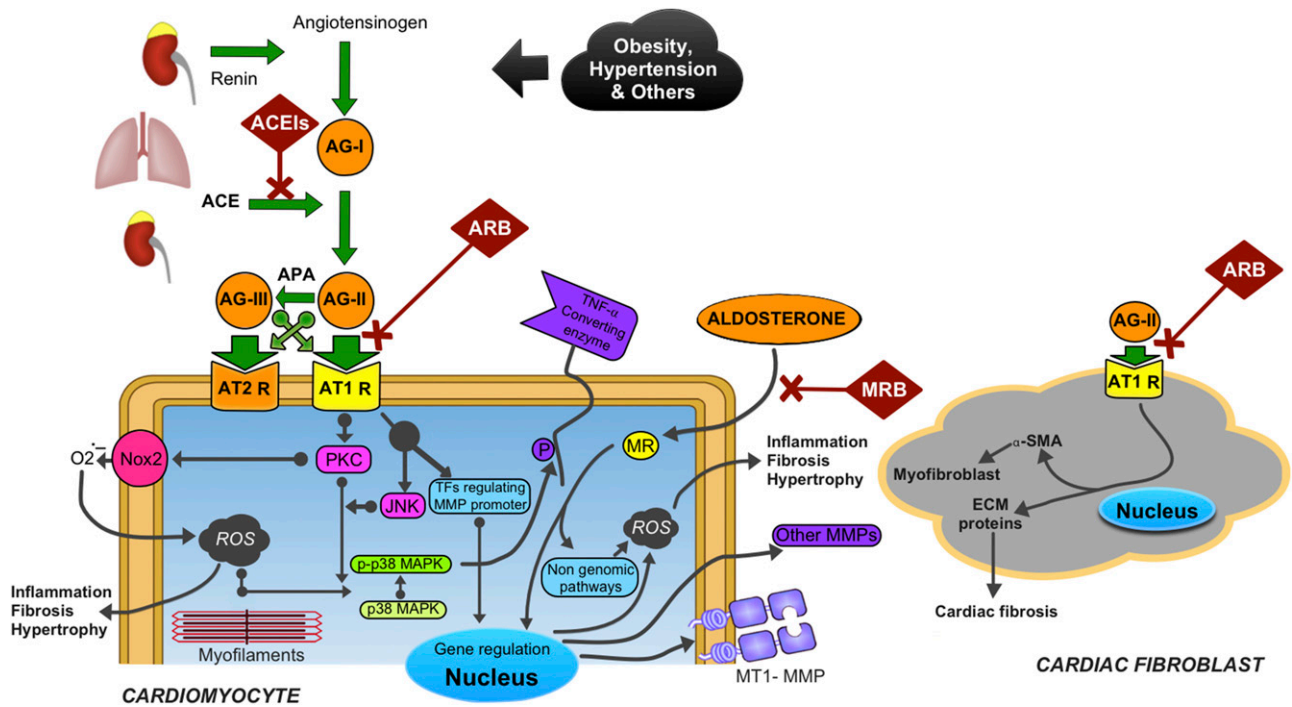 Angiotensinogen
Renin
Obesity,
Hypertension
& Others
ACEIs
AG-I
ACE
ARB
APA
AG-III
AG-II
AT2 R
AT1 R
TNF-α
Converting
enzyme
ALDOSTERONE
MRB
ARB
AG-II
AT1 R
O2˙−
Nox2
PKC
P
MR
Inflammation
Fibrosis
Hypertrophy
α-SMA
Myofibroblast
ECM
proteins
Nucleus
JNK
TFs regulating
MMP promoter
ROS
ROS
Other MMPs
p-p38 MAPK
Non genomic
pathways
p38 MAPK
Inflammation
Fibrosis
Hypertrophy
Cardiac fibrosis
Myofilaments
Gene regulation
Nucleus
MT1- MMP
CARDIOMYOCYTE
CARDIAC FIBROBLAST